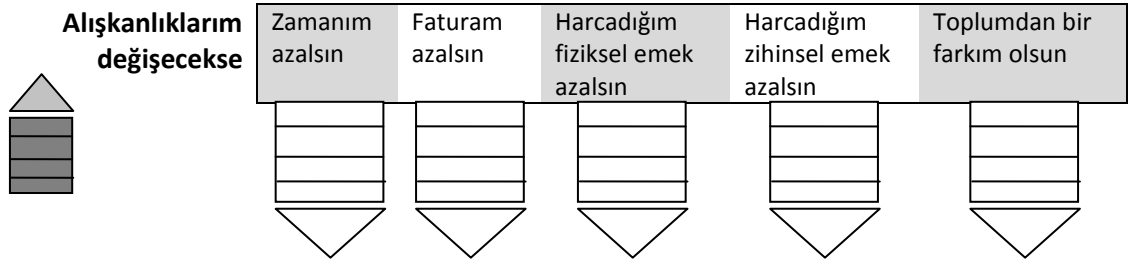 Alışkanlıklarım
değişecekse
Zamanım
azalsın
Faturam
azalsın
Harcadığım
fiziksel emek
azalsın
Harcadığım
zihinsel emek
azalsın
Toplumdan bir
farkım olsun